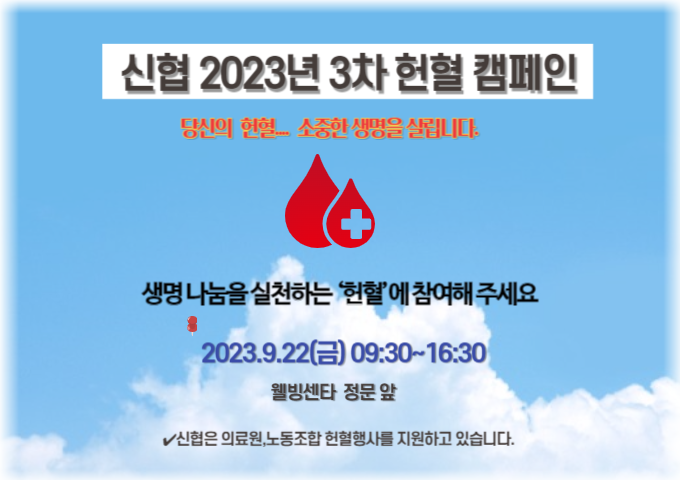 신협 2023년 3차 헌혈 캠페인
당신의 헌혈.... 소중한 생명을 살립니다.
생명 나눔을 실천하는 ‘헌혈’에 참여해 주세요
2023.9.22(금) 09:30~16:30
웰빙센타 정문 앞
✔신협은 의료원,노동조합 헌혈행사를 지원하고 있습니다.